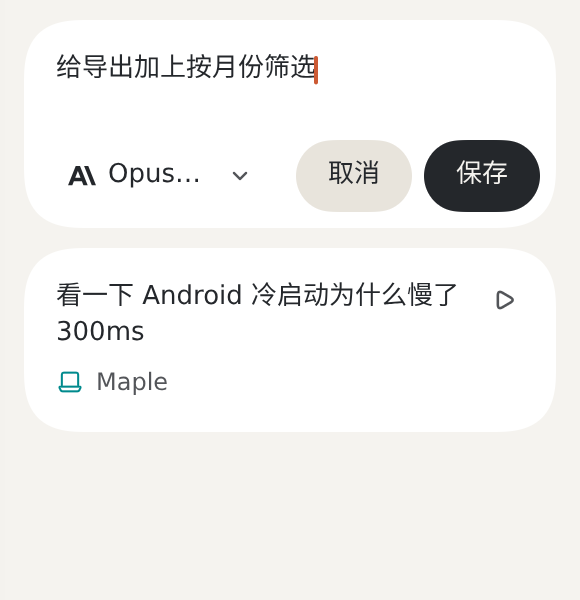 给导出加上按月份筛选
Opus...
取消
保存
看一下 Android 冷启动为什么慢了
300ms
Maple